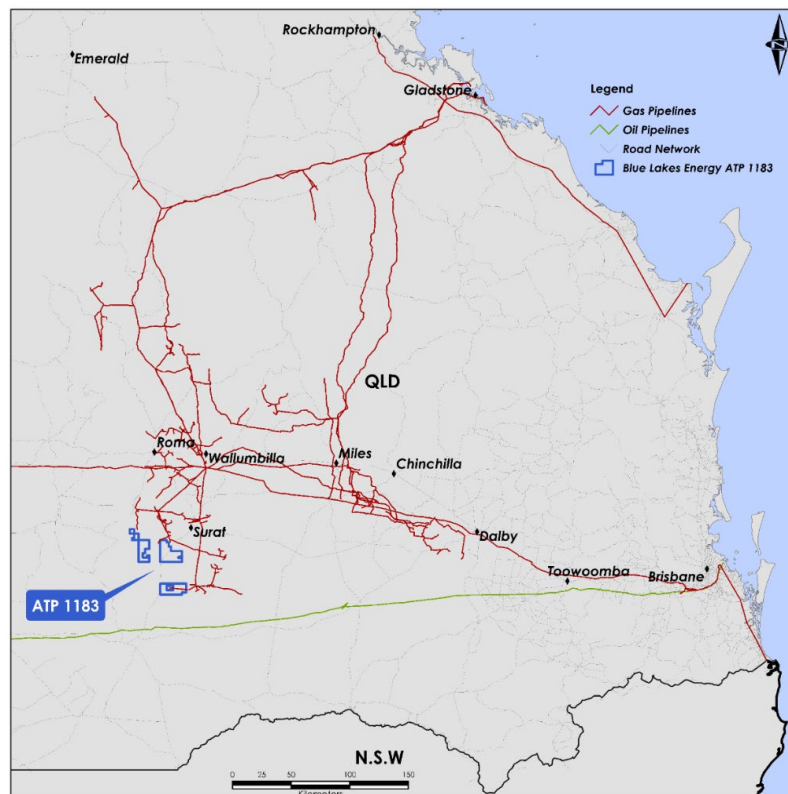 Rockhampton
Emerald
Gladstone
N
Legend
Gas Pipelines
Oil Pipelines
Road Network
Blue Lakes Energy ATP 1183
QLD
Roma
Wallumbilla
Miles
Chinchilla
Surat
Dalby
Toowoomba
Brisbane
ATP 1183
N.S.W
0 25 50 100 150
Kilometers